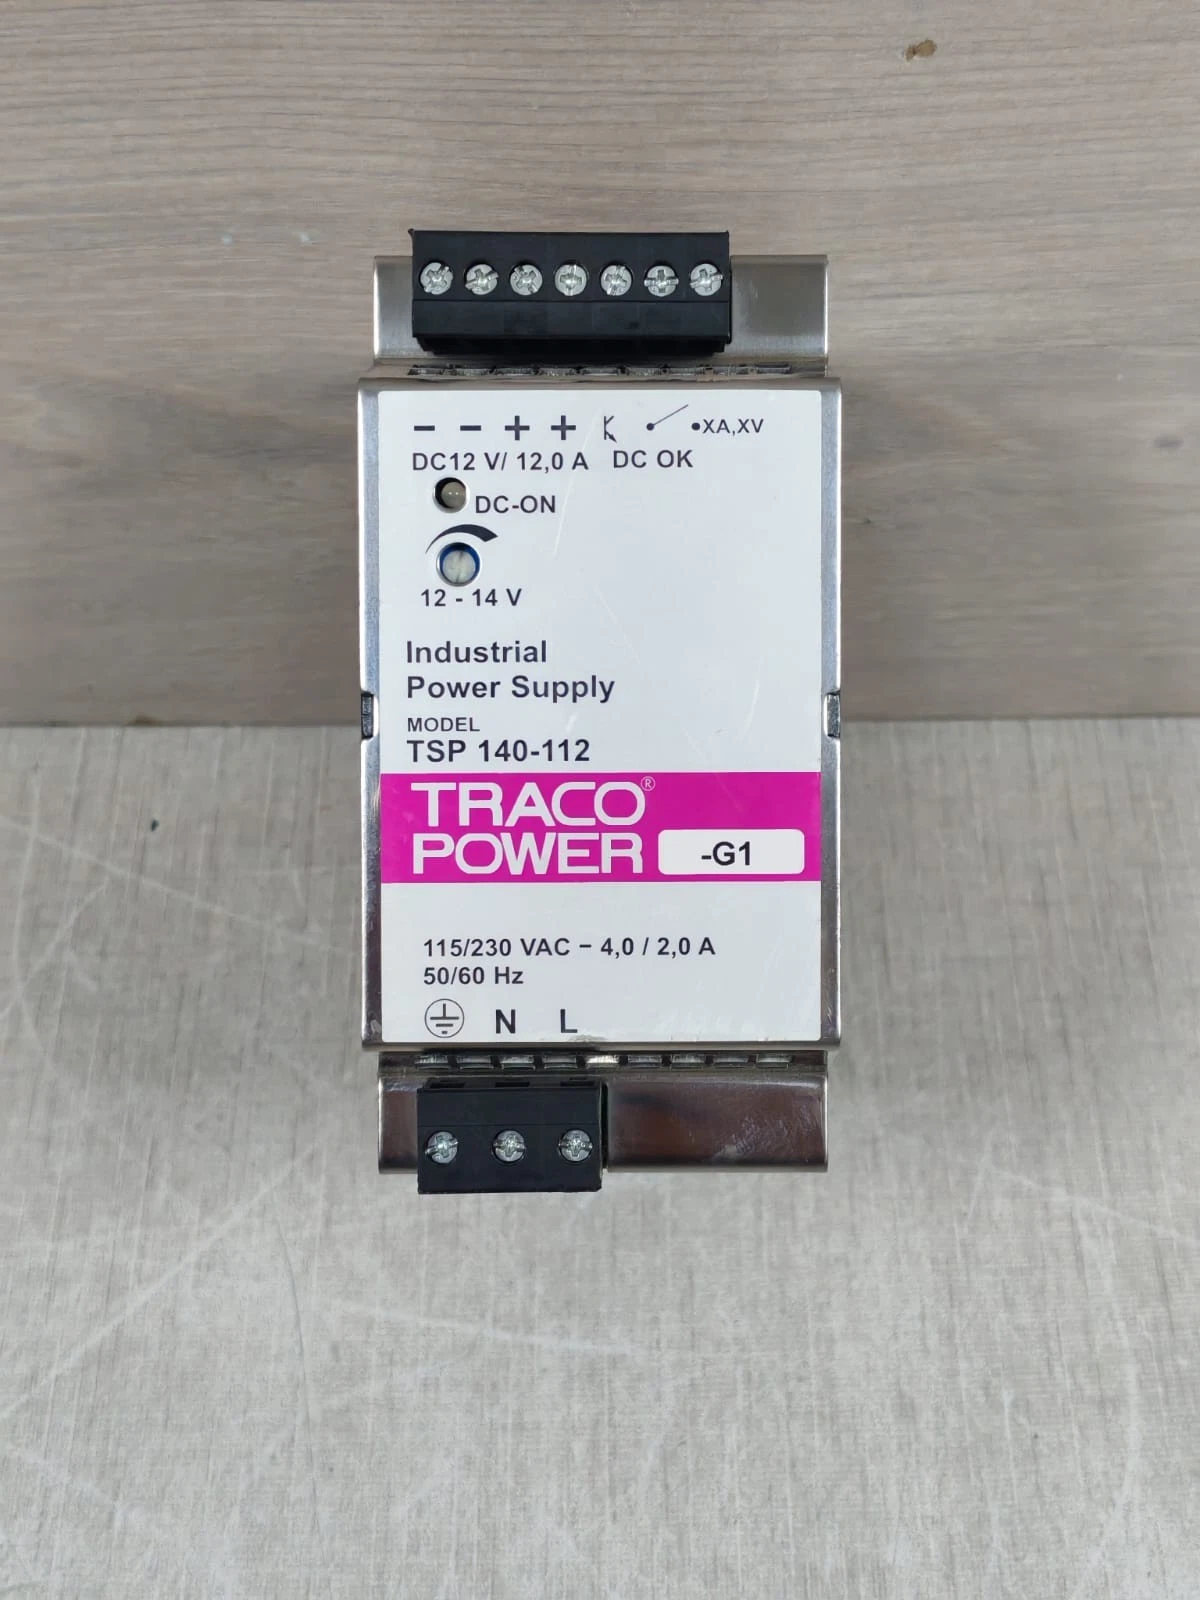 − − + + XA,XV
DC12 V/ 12,0 A DC OK
DC-ON
12 - 14 V
Industrial
Power Supply
MODEL
TSP 140-112
TRACO®
POWER -G1
115/230 VAC – 4,0 / 2,0 A
50/60 Hz
N L